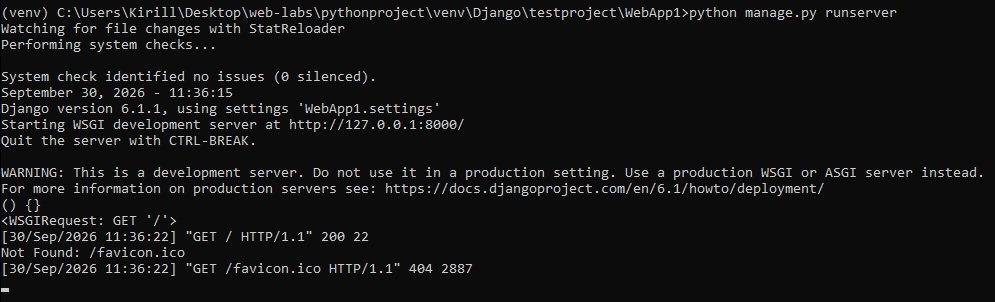 (venv) C:\Users\Kirill\Desktop\web-labs\pythonproject\venv\Django\testproject\WebApp1>python manage.py runserver
Watching for file changes with StatReloader
Performing system checks...
System check identified no issues (0 silenced).
September 30, 2026 - 11:36:15
Django version 6.1.1, using settings 'WebApp1.settings'
Starting WSGI development server at http://127.0.0.1:8000/
Quit the server with CTRL-BREAK.
WARNING: This is a development server. Do not use it in a production setting. Use a production WSGI or ASGI server instead.
For more information on production servers see: https://docs.djangoproject.com/en/6.1/howto/deployment/
() {}
<WSGIRequest: GET '/'>
[30/Sep/2026 11:36:22] "GET / HTTP/1.1" 200 22
Not Found: /favicon.ico
[30/Sep/2026 11:36:22] "GET /favicon.ico HTTP/1.1" 404 2887